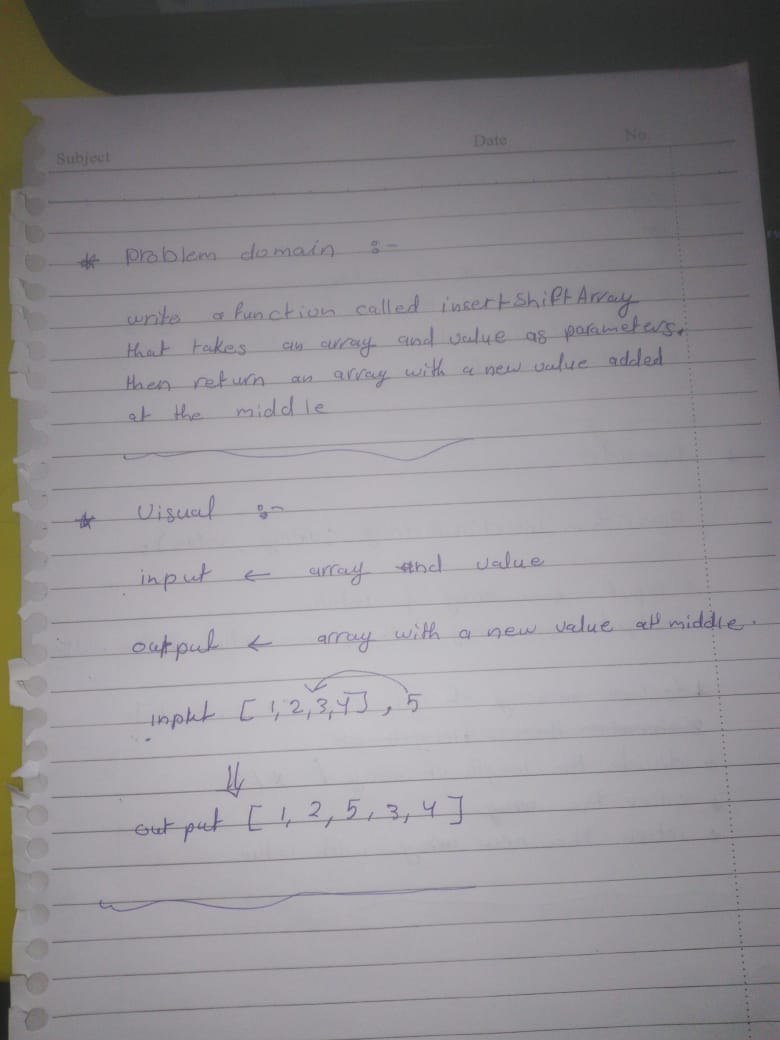 Subject Date No.
* problem domain :-
write a function called insertShiftArray
that takes an array and value as parameters.
then return an array with a new value added
at the middle
* Visual :-
input ← array and value
output ← array with a new value at middle.
input [1,2,3,4], 5
⇓
output [1, 2, 5, 3, 4]